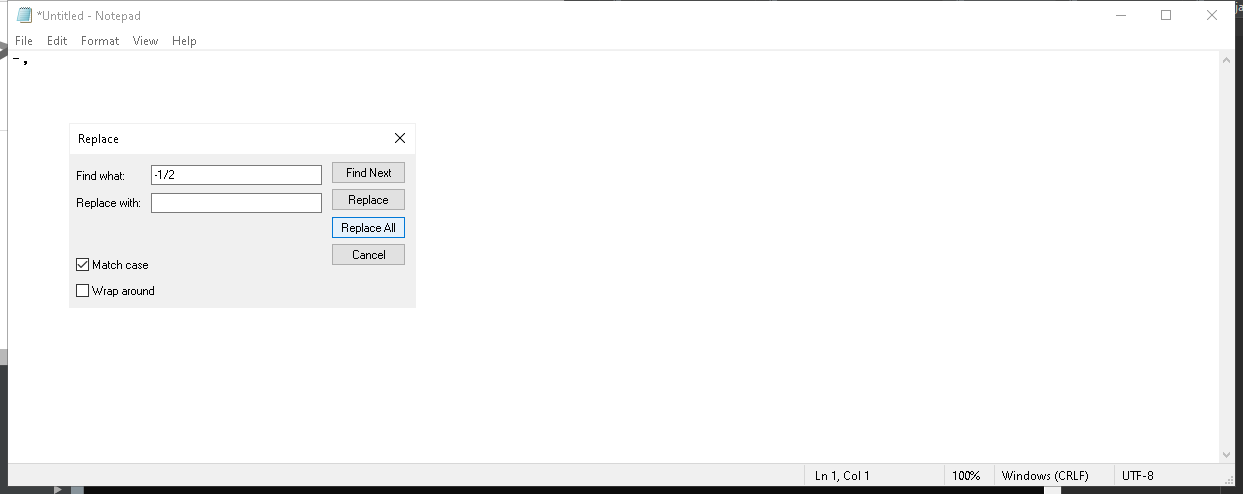 *Untitled - Notepad
File Edit Format View Help
-,
Replace
Find what: -1/2 Find Next
Replace with: Replace
Replace All
Cancel
Match case
Wrap around
Ln 1, Col 1 100% Windows (CRLF) UTF-8